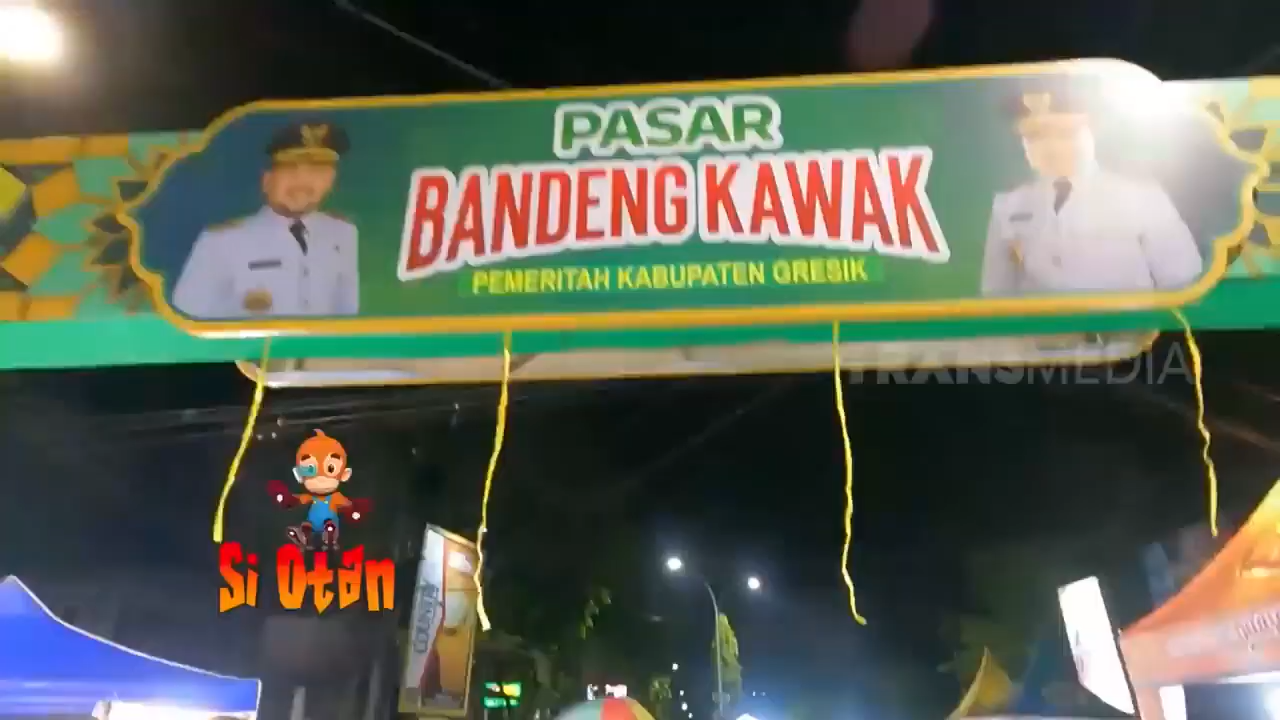 PASAR
BANDENG KAWAK
PEMERITAH KABUPATEN GRESIK
TRANSMEDIA
Si Otan